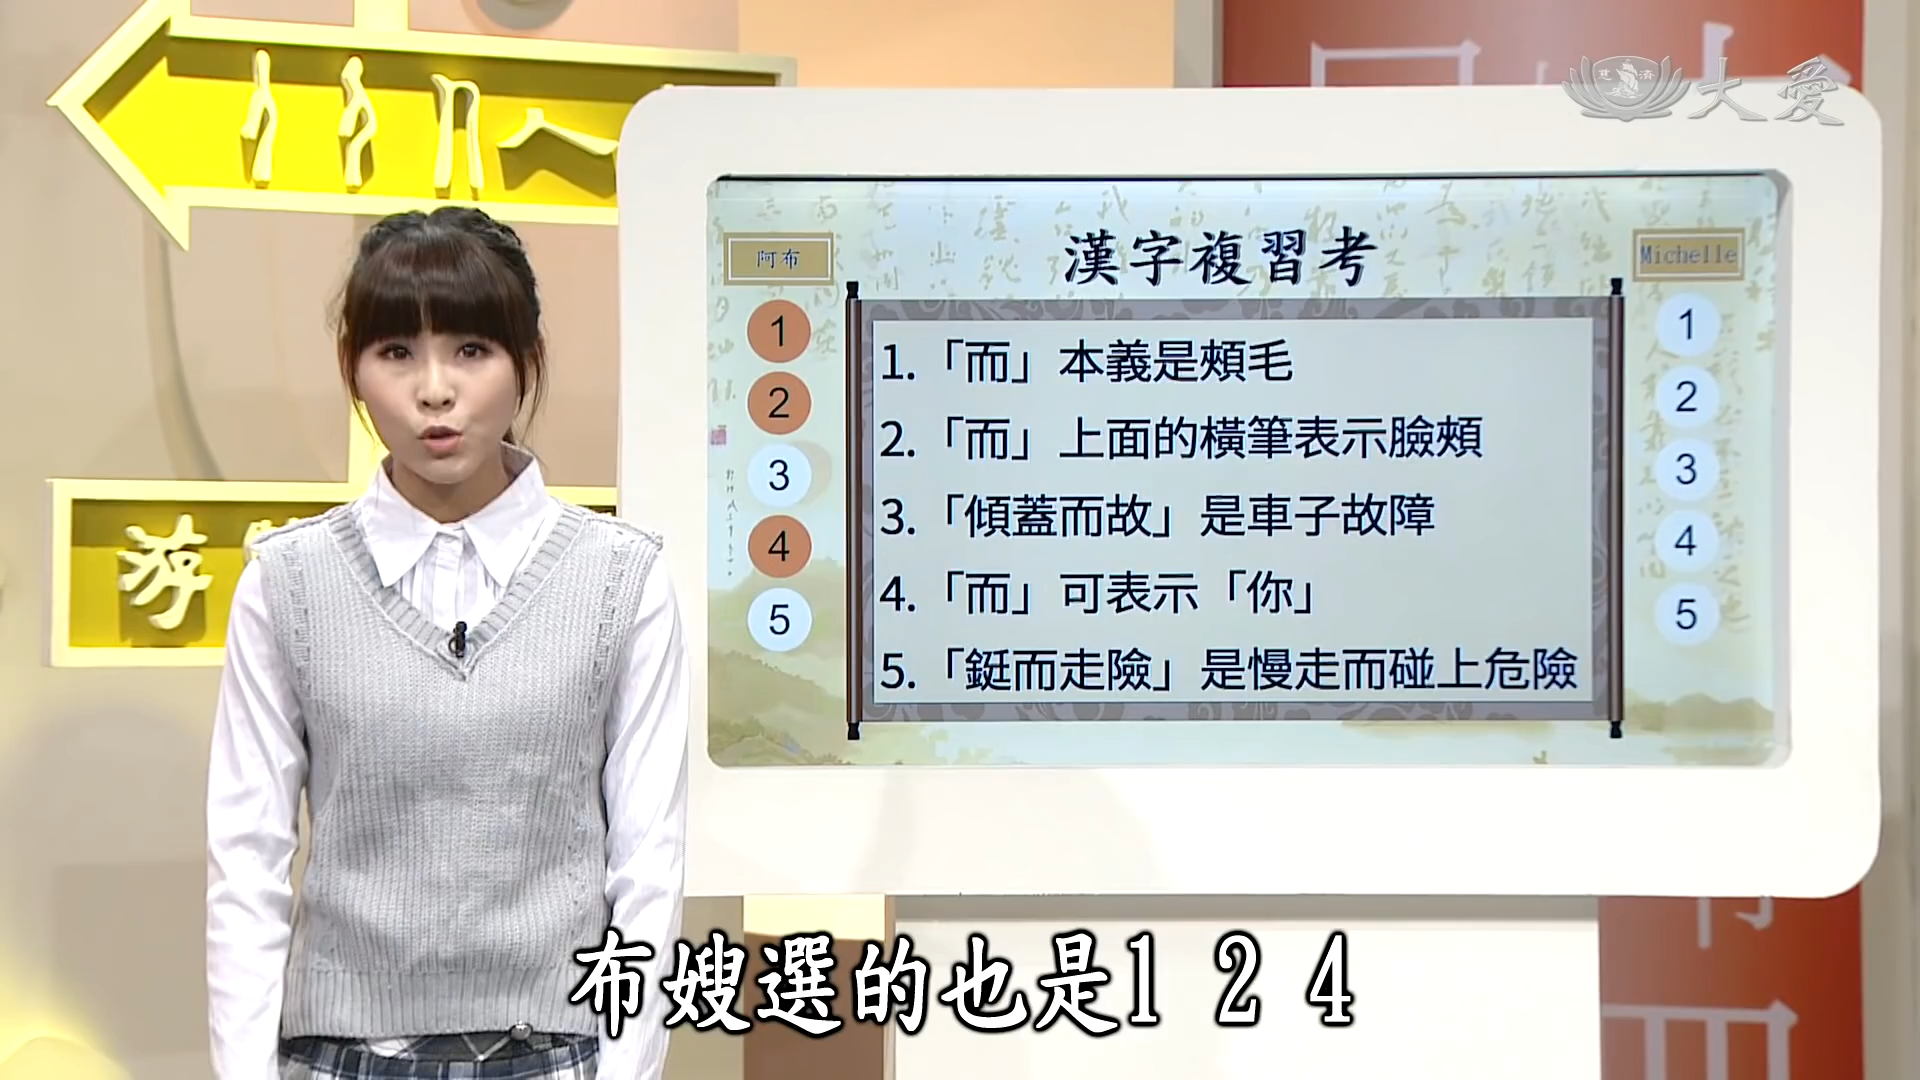 大愛
慈濟
游
漢字複習考
阿布
1
2
3
4
5
1.「而」本義是頰毛
2.「而」上面的橫筆表示臉頰
3.「傾蓋而故」是車子故障
4.「而」可表示「你」
5.「鋌而走險」是慢走而碰上危險
Michelle
1
2
3
4
5
布嫂選的也是1 2 4